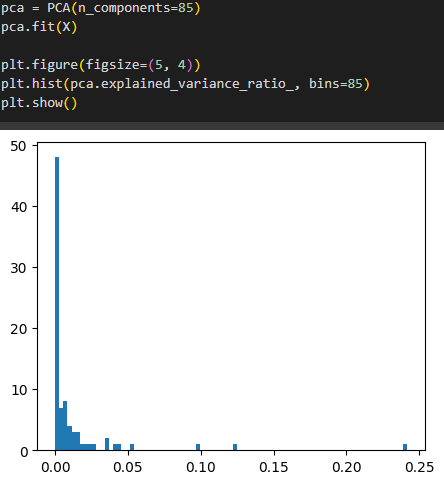 pca = PCA(n_components=85)
pca.fit(X)
plt.figure(figsize=(5, 4))
plt.hist(pca.explained_variance_ratio_, bins=85)
plt.show()
50
40
30
20
10
0
0.00 0.05 0.10 0.15 0.20 0.25